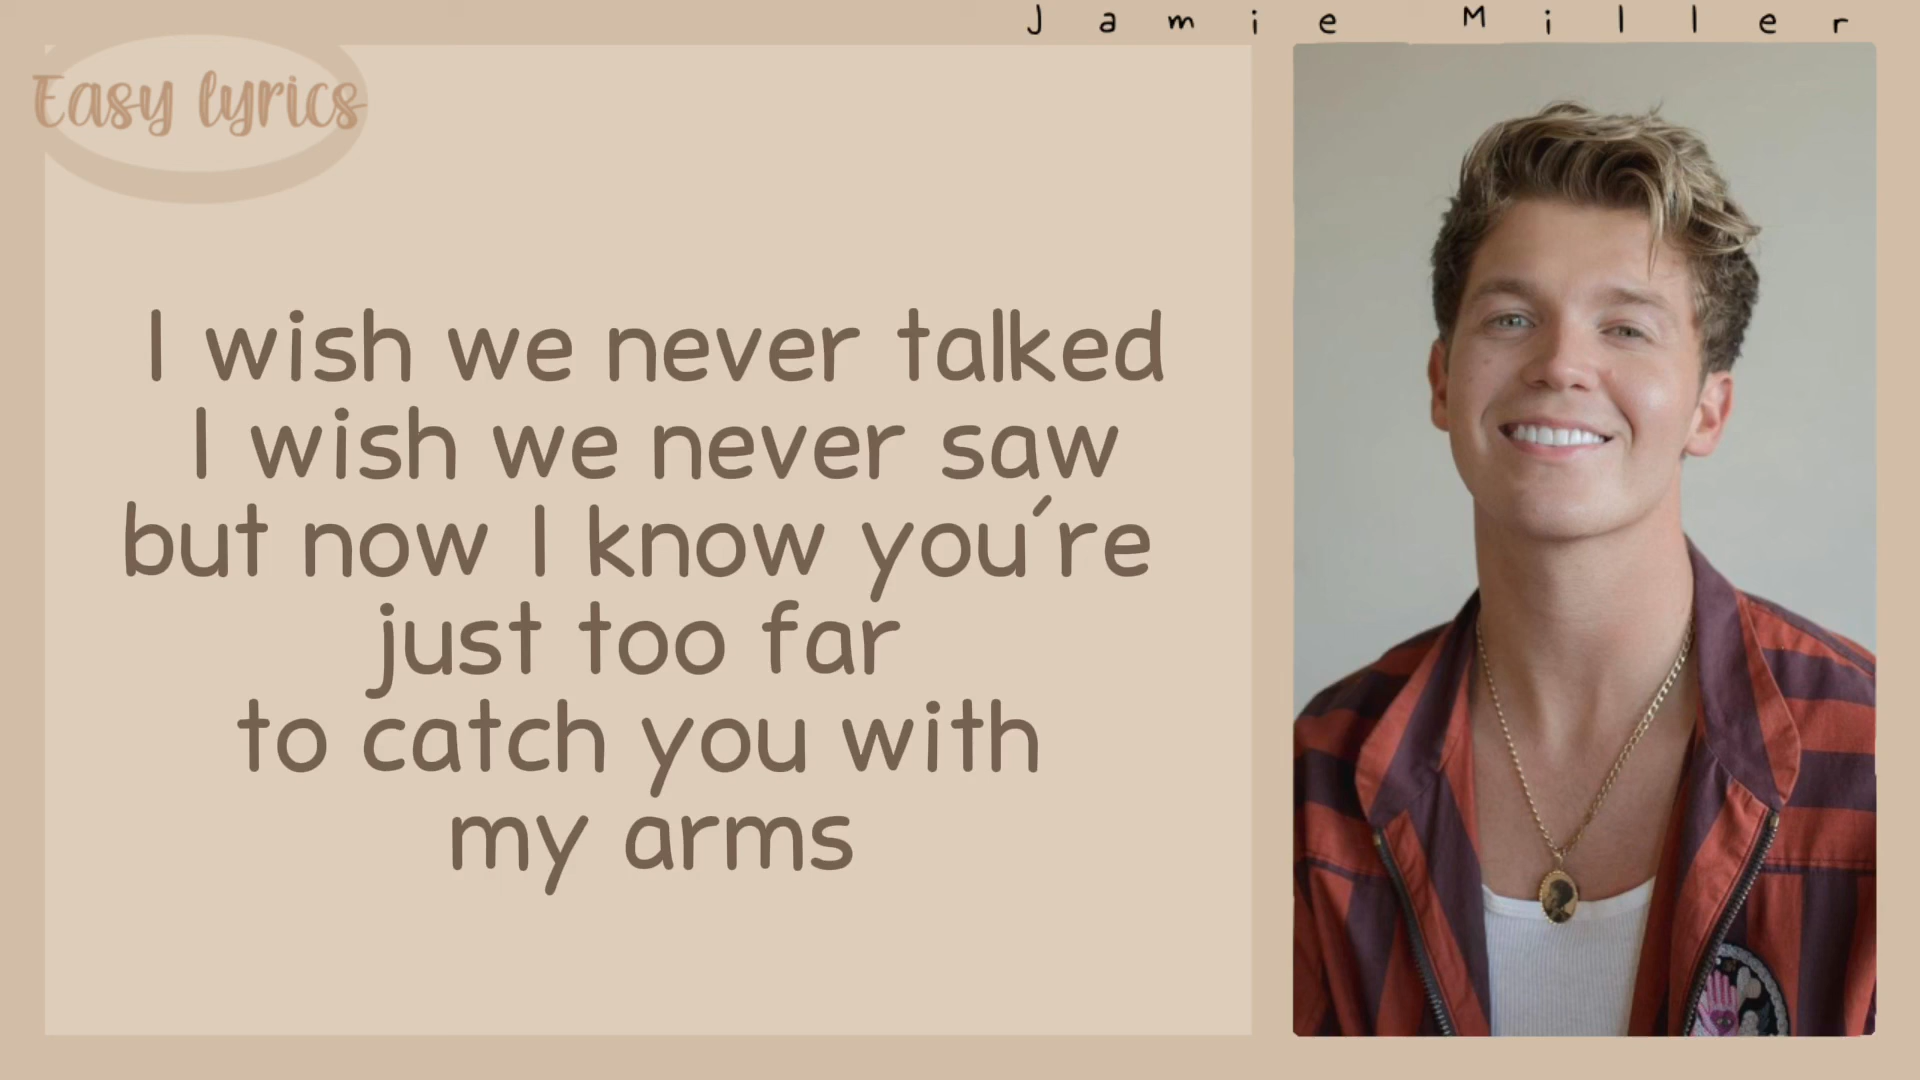 Jamie Miller
Easy lyrics
I wish we never talked
I wish we never saw
but now I know you´re
just too far
to catch you with
my arms